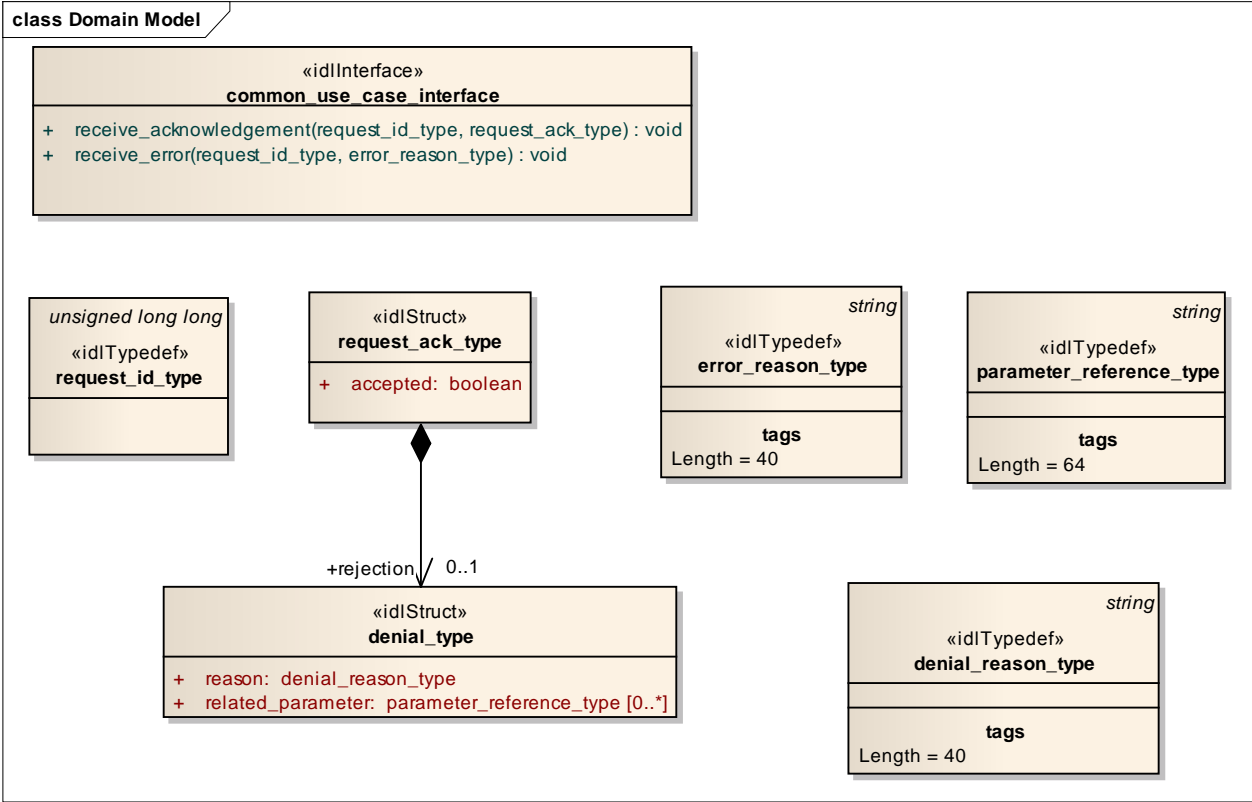 class Domain Model
«idlInterface»
common_use_case_interface
+ receive_acknowledgement(request_id_type, request_ack_type) : void
+ receive_error(request_id_type, error_reason_type) : void
unsigned long long
«idlTypedef»
request_id_type
«idlStruct»
request_ack_type
+ accepted: boolean
string
«idlTypedef»
error_reason_type
tags
Length = 40
string
«idlTypedef»
parameter_reference_type
tags
Length = 64
+rejection 0..1
«idlStruct»
denial_type
+ reason: denial_reason_type
+ related_parameter: parameter_reference_type [0..*]
string
«idlTypedef»
denial_reason_type
tags
Length = 40